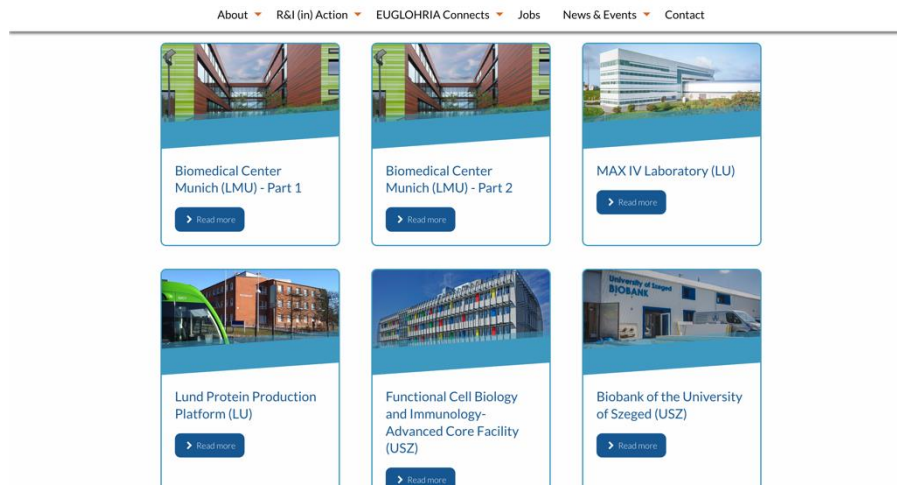 About R&I (in) Action EUGLOHRIA Connects Jobs News & Events Contact
Biomedical Center
Munich (LMU) - Part 1
Read more
Biomedical Center
Munich (LMU) - Part 2
Read more
MAX IV Laboratory (LU)
Read more
Lund Protein Production
Platform (LU)
Read more
Functional Cell Biology
and Immunology-
Advanced Core Facility
(USZ)
Read more
University of Szeged
BIOBANK
Biobank of the University
of Szeged (USZ)
Read more